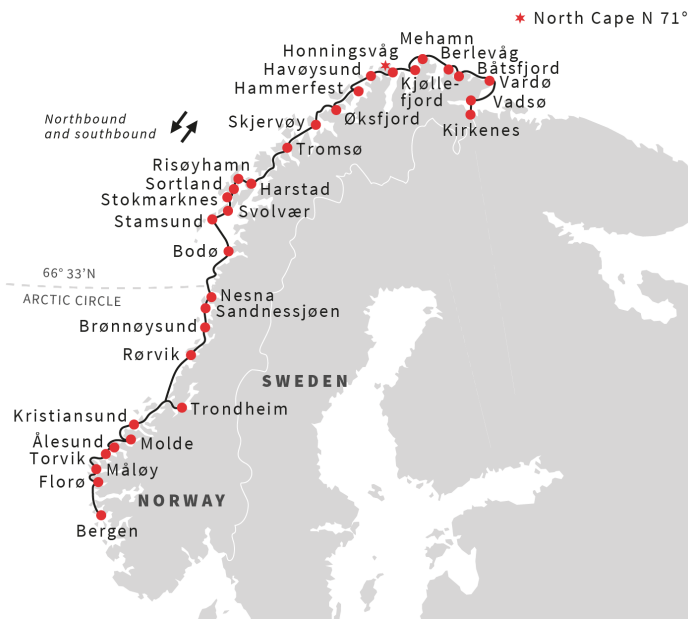 North Cape N 71°
Mehamn
Honningsvåg
Berlevåg
Havøysund
Båtsfjord
Hammerfest
Kjølle-
fjord
Vardø
Vadsø
Kirkenes
Øksfjord
Skjervøy
Northbound
and southbound
Tromsø
Risøyhamn
Sortland
Harstad
Stokmarknes
Svolvær
Stamsund
Bodø
66° 33’N
ARCTIC CIRCLE
Nesna
Sandnessjøen
Brønnøysund
Rørvik
SWEDEN
Trondheim
Kristiansund
Ålesund
Molde
Torvik
Måløy
Florø
NORWAY
Bergen